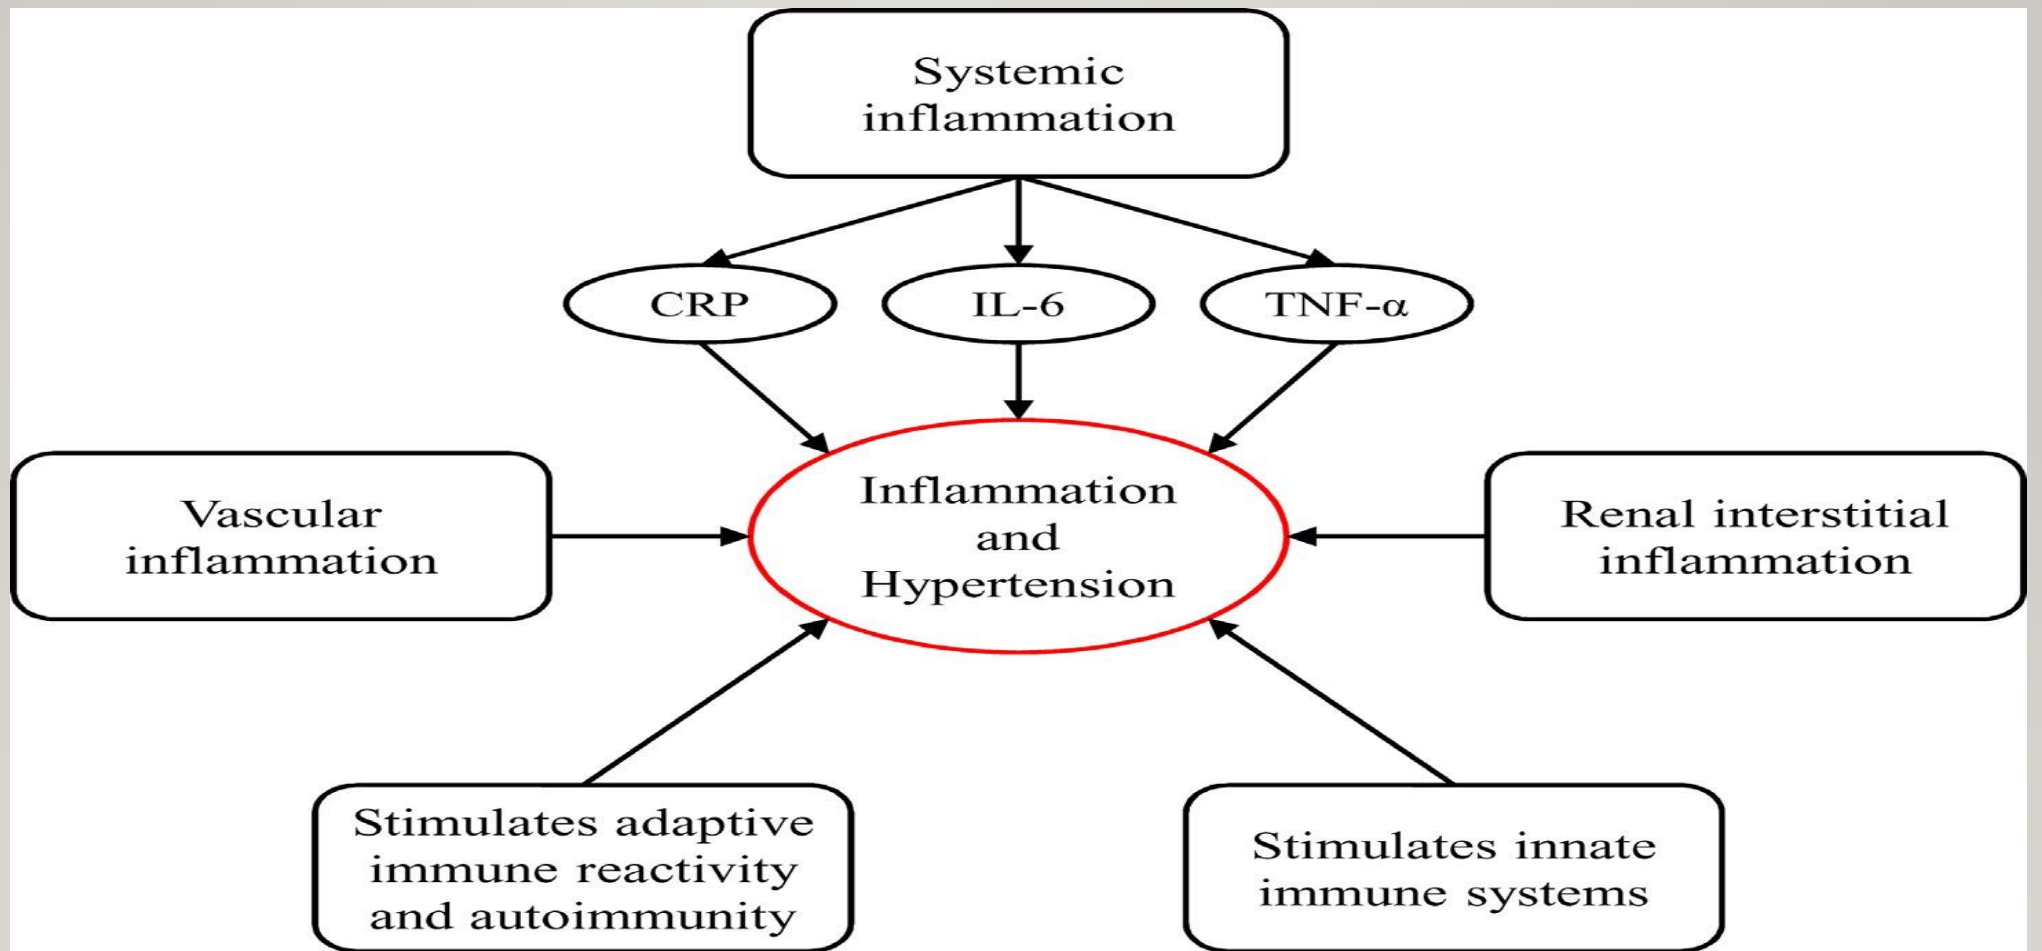 Systemic
inflammation
CRP
IL-6
TNF-α
Inflammation
and
Hypertension
Vascular
inflammation
Renal interstitial
inflammation
Stimulates adaptive
immune reactivity
and autoimmunity
Stimulates innate
immune systems